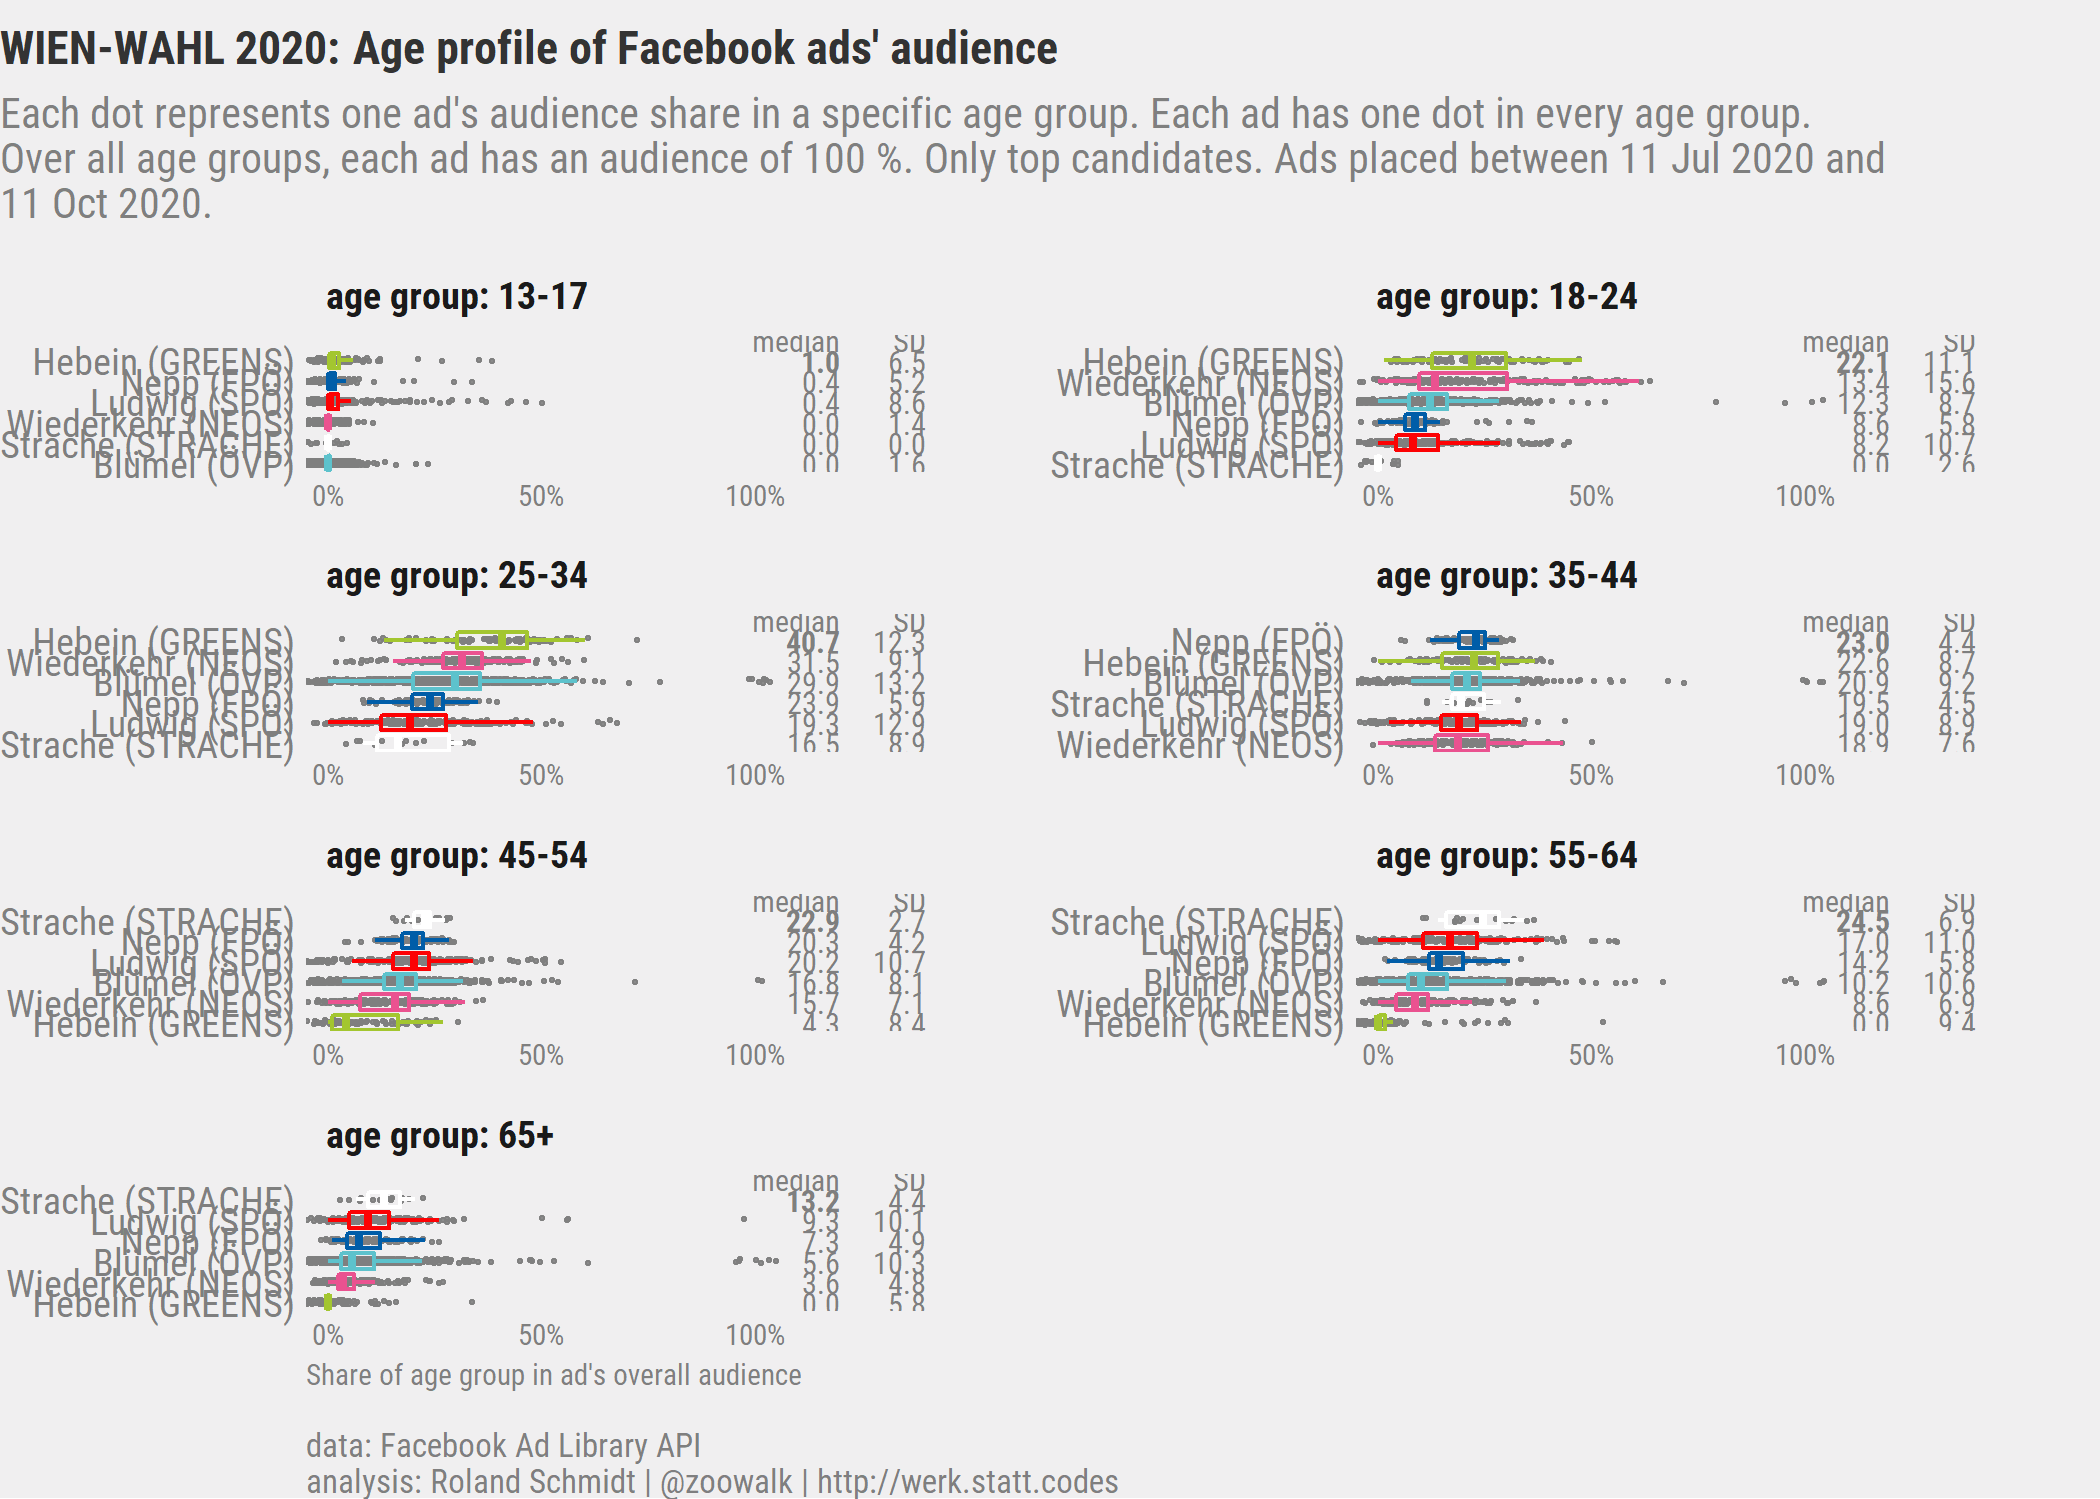 WIEN-WAHL 2020: Age profile of Facebook ads' audience
Each dot represents one ad's audience share in a specific age group. Each ad has one dot in every age group.
Over all age groups, each ad has an audience of 100 %. Only top candidates. Ads placed between 11 Jul 2020 and
11 Oct 2020.
age group: 13-17
median SD
Hebein (GREENS) 1.0 6.5
Nepp (FPÖ) 0.4 5.2
Ludwig (SPÖ) 0.4 8.6
Wiederkehr (NEOS) 0.0 1.4
Strache (STRACHE) 0.0 0.0
Blümel (ÖVP) 0.0 1.6
0% 50% 100%
age group: 18-24
median SD
Hebein (GREENS) 22.1 11.1
Wiederkehr (NEOS) 13.4 15.6
Blümel (ÖVP) 12.3 8.7
Nepp (FPÖ) 8.6 5.8
Ludwig (SPÖ) 8.2 10.7
Strache (STRACHE) 0.0 2.6
0% 50% 100%
age group: 25-34
median SD
Hebein (GREENS) 40.7 12.3
Wiederkehr (NEOS) 31.5 9.1
Blümel (ÖVP) 29.9 13.2
Nepp (FPÖ) 23.9 5.9
Ludwig (SPÖ) 19.3 12.9
Strache (STRACHE) 16.5 8.9
0% 50% 100%
age group: 35-44
median SD
Nepp (FPÖ) 23.0 4.4
Hebein (GREENS) 22.6 8.7
Blümel (ÖVP) 20.9 9.2
Strache (STRACHE) 19.5 4.5
Ludwig (SPÖ) 19.0 8.9
Wiederkehr (NEOS) 18.9 7.6
0% 50% 100%
age group: 45-54
median SD
Strache (STRACHE) 22.9 2.7
Nepp (FPÖ) 20.3 4.2
Ludwig (SPÖ) 20.2 10.7
Blümel (ÖVP) 16.8 8.1
Wiederkehr (NEOS) 15.7 7.1
Hebein (GREENS) 4.3 8.4
0% 50% 100%
age group: 55-64
median SD
Strache (STRACHE) 24.5 6.9
Ludwig (SPÖ) 17.0 11.0
Nepp (FPÖ) 14.2 5.8
Blümel (ÖVP) 10.2 10.6
Wiederkehr (NEOS) 8.6 6.9
Hebein (GREENS) 0.0 9.4
0% 50% 100%
age group: 65+
median SD
Strache (STRACHE) 13.2 4.4
Ludwig (SPÖ) 9.3 10.1
Nepp (FPÖ) 7.3 4.9
Blümel (ÖVP) 5.6 10.3
Wiederkehr (NEOS) 3.6 4.8
Hebein (GREENS) 0.0 5.8
0% 50% 100%
Share of age group in ad's overall audience
data: Facebook Ad Library API
analysis: Roland Schmidt | @zoowalk | http://werk.statt.codes